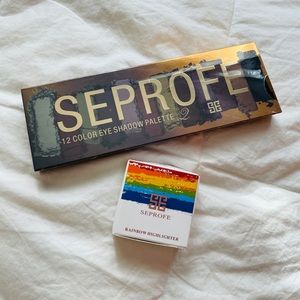 SEPROFE
12 COLOR EYE SHADOW PALETTE
SEPROFE
RAINBOW HIGHLIGHTER